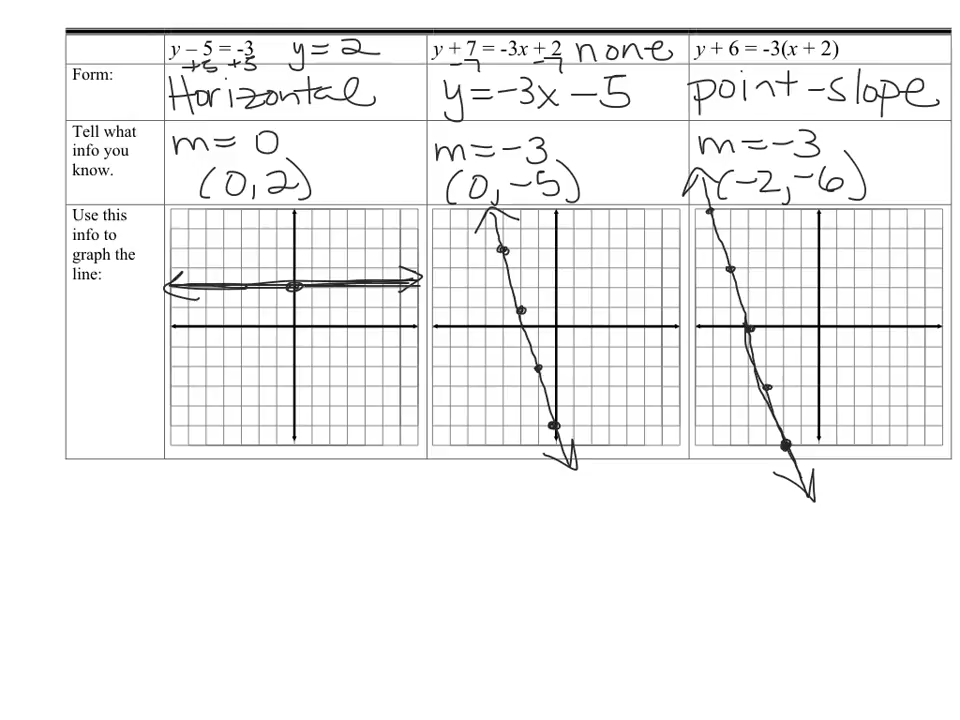 y – 5 = -3 y = 2
+5 +5
y + 7 = -3x + 2 none
-7 -7
y + 6 = -3(x + 2)
Form:
Horizontal
y = -3x - 5
point-slope
Tell what
info you
know.
m = 0
(0, 2)
m = -3
(0, -5)
m = -3
(-2, -6)
Use this
info to
graph the
line: